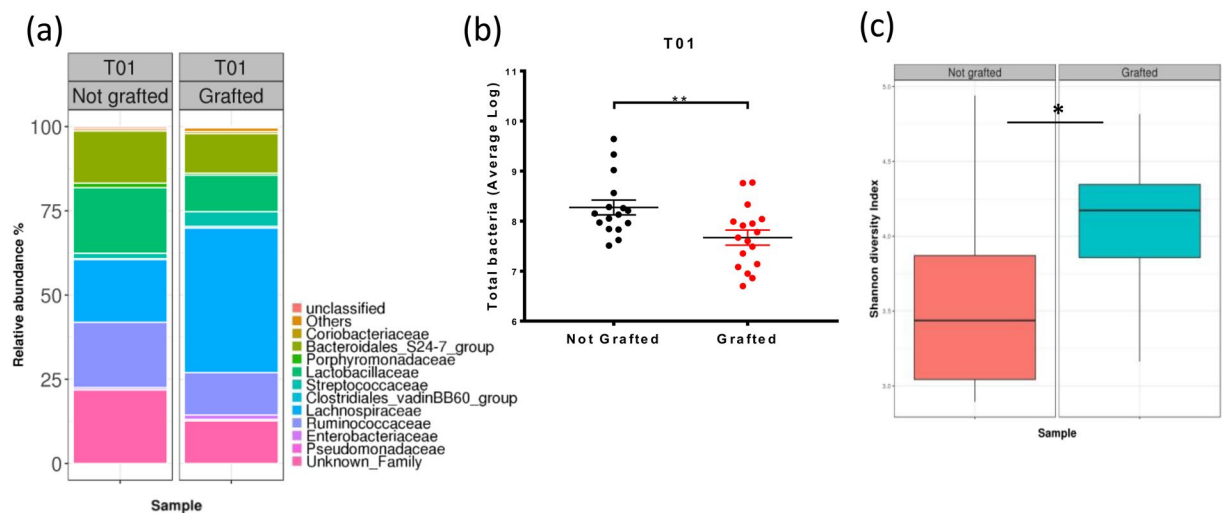 (a)
T01
T01
Not grafted
Grafted
100
75
50
25
0
Relative abundance %
Sample
unclassified
Others
Coriobacteriaceae
Bacteroidales_S24-7_group
Porphyromonadaceae
Lactobacillaceae
Streptococcaceae
Clostridiales_vadinBB60_group
Lachnospiraceae
Ruminococcaceae
Enterobacteriaceae
Pseudomonadaceae
Unknown_Family
(b)
T01
**
11
10
9
8
7
6
Total bacteria (Average Log)
Not Grafted
Grafted
(c)
Not grafted
Grafted
*
5.0
4.5
4.0
3.5
3.0
Shannon diversity Index
Sample